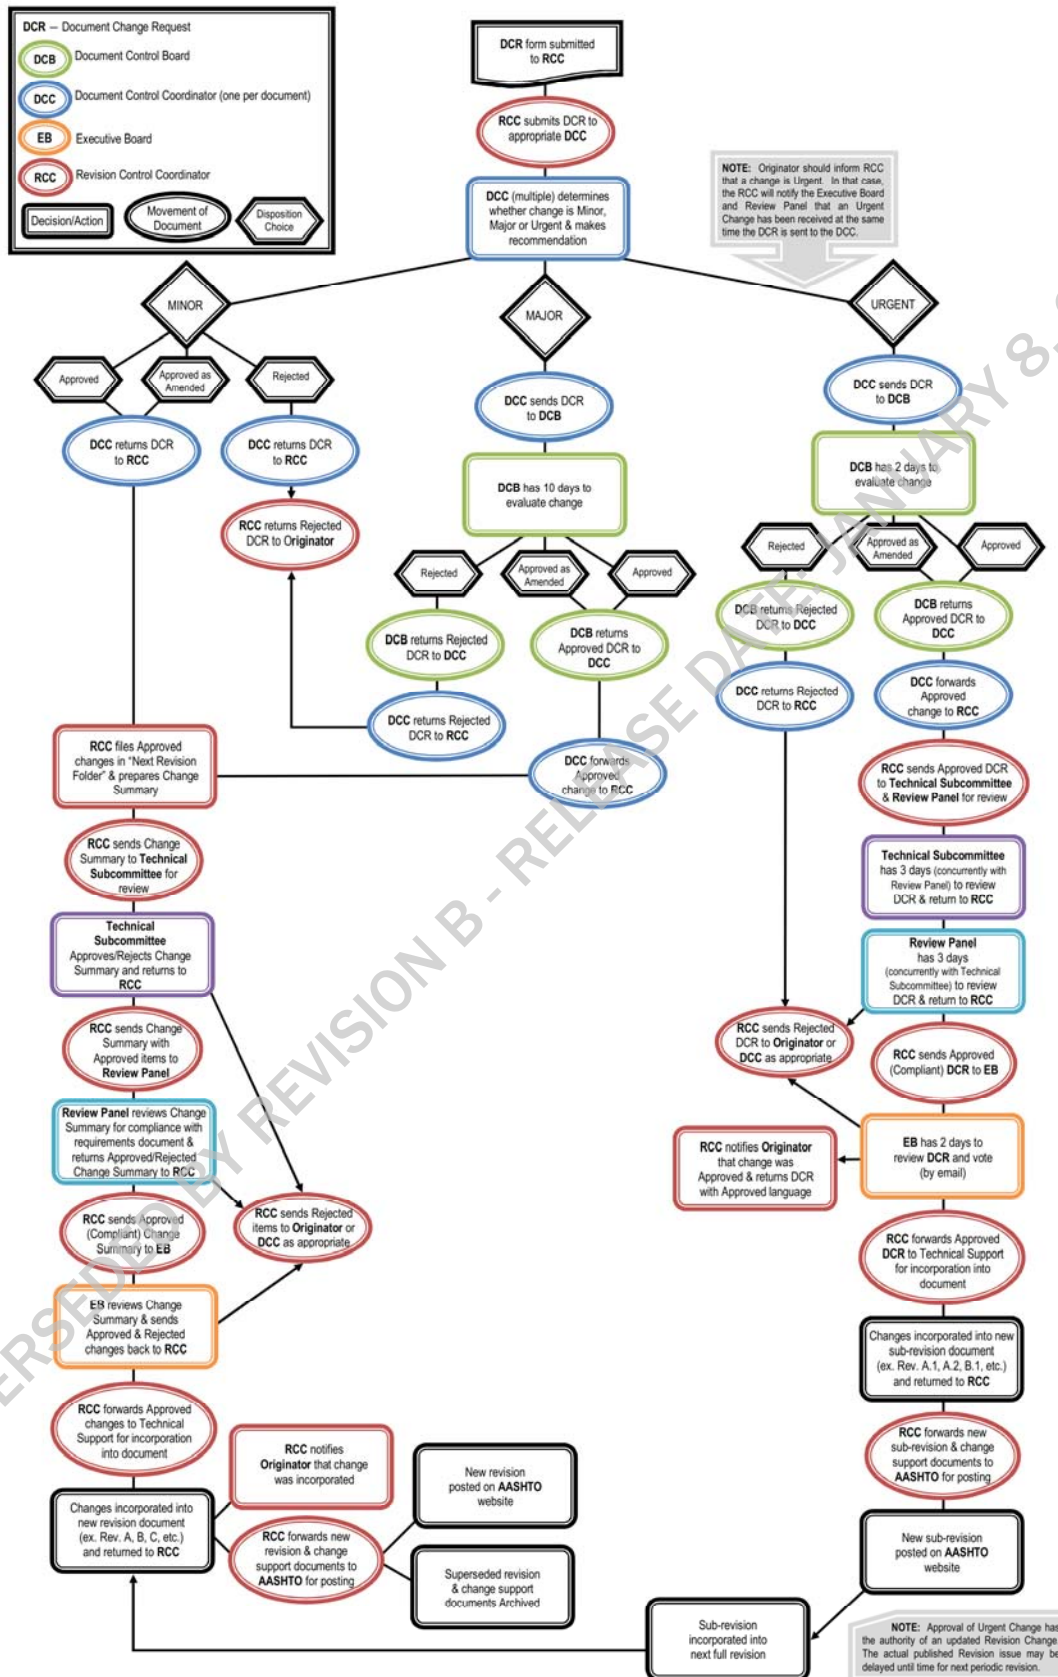 DCR — Document Change Request
DCB Document Control Board
DCC Document Control Coordinator (one per document)
EB Executive Board
RCC Revision Control Coordinator
Decision/Action
Movement of
Document
Disposition
Choice
DCR form submitted
to RCC
RCC submits DCR to
appropriate DCC
DCC (multiple) determines
whether change is Minor,
Major or Urgent & makes
recommendation
NOTE: Originator should inform RCC
that a change is Urgent. In that case,
the RCC will notify the Executive Board
and Review Panel that an Urgent
Change has been received at the same
time the DCR is sent to the DCC.
MINOR
MAJOR
URGENT
Approved
Approved as
Amended
Rejected
DCC returns DCR
to RCC
DCC returns DCR
to RCC
RCC returns Rejected
DCR to Originator
DCC sends DCR
to DCB
DCB has 10 days to
evaluate change
Rejected
Approved as
Amended
Approved
DCB returns Rejected
DCR to DCC
DCB returns
Approved DCR to
DCC
DCC returns Rejected
DCR to RCC
DCC forwards
Approved
change to RCC
DCC sends DCR
to DCB
DCB has 2 days to
evaluate change
Rejected
Approved as
Amended
Approved
DCB returns Rejected
DCR to DCC
DCB returns
Approved DCR to
DCC
DCC returns Rejected
DCR to RCC
DCC forwards
Approved
change to RCC
RCC files Approved
changes in “Next Revision
Folder” & prepares Change
Summary
RCC sends Change
Summary to Technical
Subcommittee for
review
Technical
Subcommittee
Approves/Rejects Change
Summary and returns to
RCC
RCC sends Change
Summary with
Approved items to
Review Panel
Review Panel reviews Change
Summary for compliance with
requirements document &
returns Approved/Rejected
Change Summary to RCC
RCC sends Approved
(Compliant) Change
Summary to EB
RCC sends Rejected
items to Originator or
DCC as appropriate
EB reviews Change
Summary & sends
Approved & Rejected
changes back to RCC
RCC forwards Approved
changes to Technical
Support for incorporation
into document
Changes incorporated into
new revision document
(ex. Rev. A, B, C, etc.)
and returned to RCC
RCC notifies
Originator that change
was incorporated
RCC forwards new
revision & change
support documents to
AASHTO for posting
New revision
posted on AASHTO
website
Superseded revision
& change support
documents Archived
RCC sends Approved DCR
to Technical Subcommittee
& Review Panel for review
Technical Subcommittee
has 3 days (concurrently with
Review Panel) to review
DCR & return to RCC
Review Panel
has 3 days
(concurrently with Technical
Subcommittee) to review
DCR & return to RCC
RCC sends Rejected
DCR to Originator or
DCC as appropriate
RCC sends Approved
(Compliant) DCR to EB
RCC notifies Originator
that change was
Approved & returns DCR
with Approved language
EB has 2 days to
review DCR and vote
(by email)
RCC forwards Approved
DCR to Technical Support
for incorporation into
document
Changes incorporated into new
sub-revision document
(ex. Rev. A.1, A.2, B.1, etc.)
and returned to RCC
RCC forwards new
sub-revision & change
support documents to
AASHTO for posting
New sub-revision
posted on AASHTO
website
Sub-revision
incorporated into
next full revision
NOTE: Approval of Urgent Change has
the authority of an updated Revision Change.
The actual published Revision issue may be
delayed until time for next periodic revision.
ERSEDED BY REVISION B - RELEASE DATE: JANUARY 8,